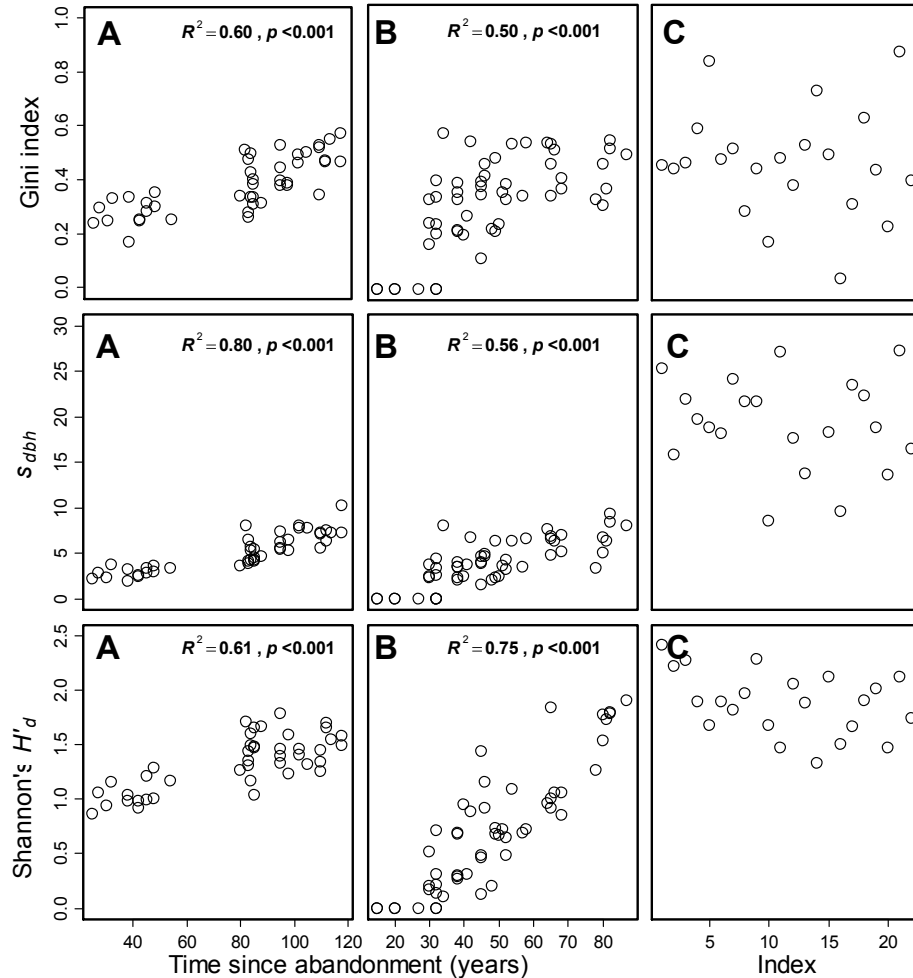 A
R² = 0.60 , p <0.001
B
R² = 0.50 , p <0.001
C
Gini index
0.0 0.2 0.4 0.6 0.8 1.0
A
R² = 0.80 , p <0.001
B
R² = 0.56 , p <0.001
C
s dbh
0 5 10 15 20 25 30
A
R² = 0.61 , p <0.001
B
R² = 0.75 , p <0.001
C
Shannon's H'd
0.0 0.5 1.0 1.5 2.0 2.5
40 60 80 100 120
20 30 40 50 60 70 80
5 10 15 20
Time since abandonment (years)
Index